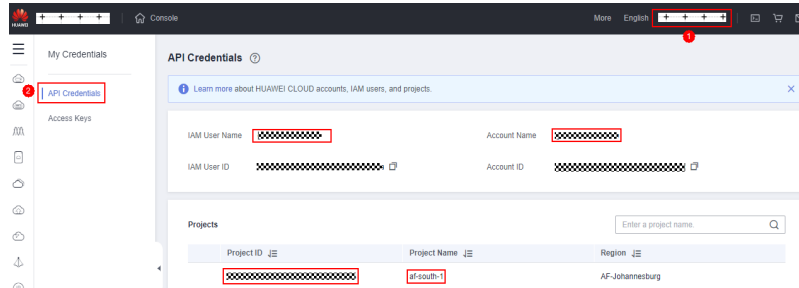 HUAWEI Console More English
1
My Credentials
API Credentials
2 API Credentials
Learn more about HUAWEI CLOUD accounts, IAM users, and projects.
Access Keys
IAM User Name Account Name
IAM User ID Account ID
Projects Enter a project name.
Project ID Project Name Region
af-south-1 AF-Johannesburg